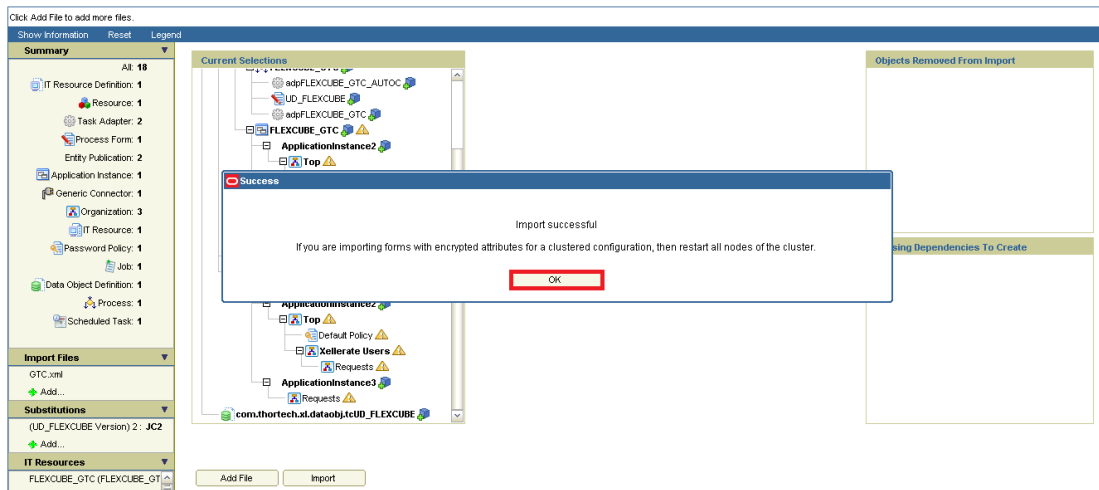 Click Add File to add more files.
Show Information Reset Legend
Summary
All: 18
IT Resource Definition: 1
Resource: 1
Task Adapter: 2
Process Form: 1
Entity Publication: 2
Application Instance: 1
Generic Connector: 1
Organization: 3
IT Resource: 1
Password Policy: 1
Job: 1
Data Object Definition: 1
Process: 1
Scheduled Task: 1
Import Files
GTC.xml
Add...
Substitutions
(UD_FLEXCUBE Version) 2 : JC2
Add...
IT Resources
FLEXCUBE_GTC (FLEXCUBE_GT
Current Selections
adpFLEXCUBE_GTC_AUTOC
UD_FLEXCUBE
adpFLEXCUBE_GTC
FLEXCUBE_GTC
ApplicationInstance2
Top
Success
Import successful
If you are importing forms with encrypted attributes for a clustered configuration, then restart all nodes of the cluster.
OK
ApplicationInstance2
Top
Default Policy
Xellerate Users
Requests
ApplicationInstance3
Requests
com.thortech.xl.dataobj.tcUD_FLEXCUBE
Add File Import
Objects Removed From Import
Dependencies To Create